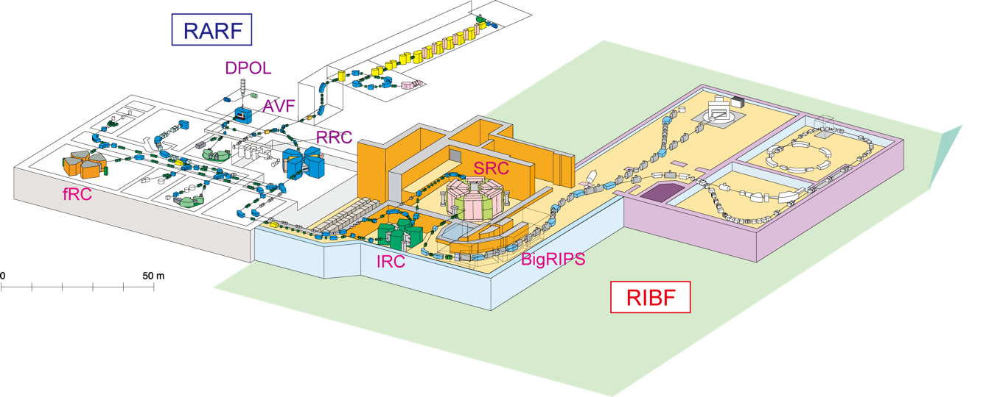 RARF
DPOL
AVF
RRC
SRC
fRC
IRC
BigRIPS
0
50 m
RIBF